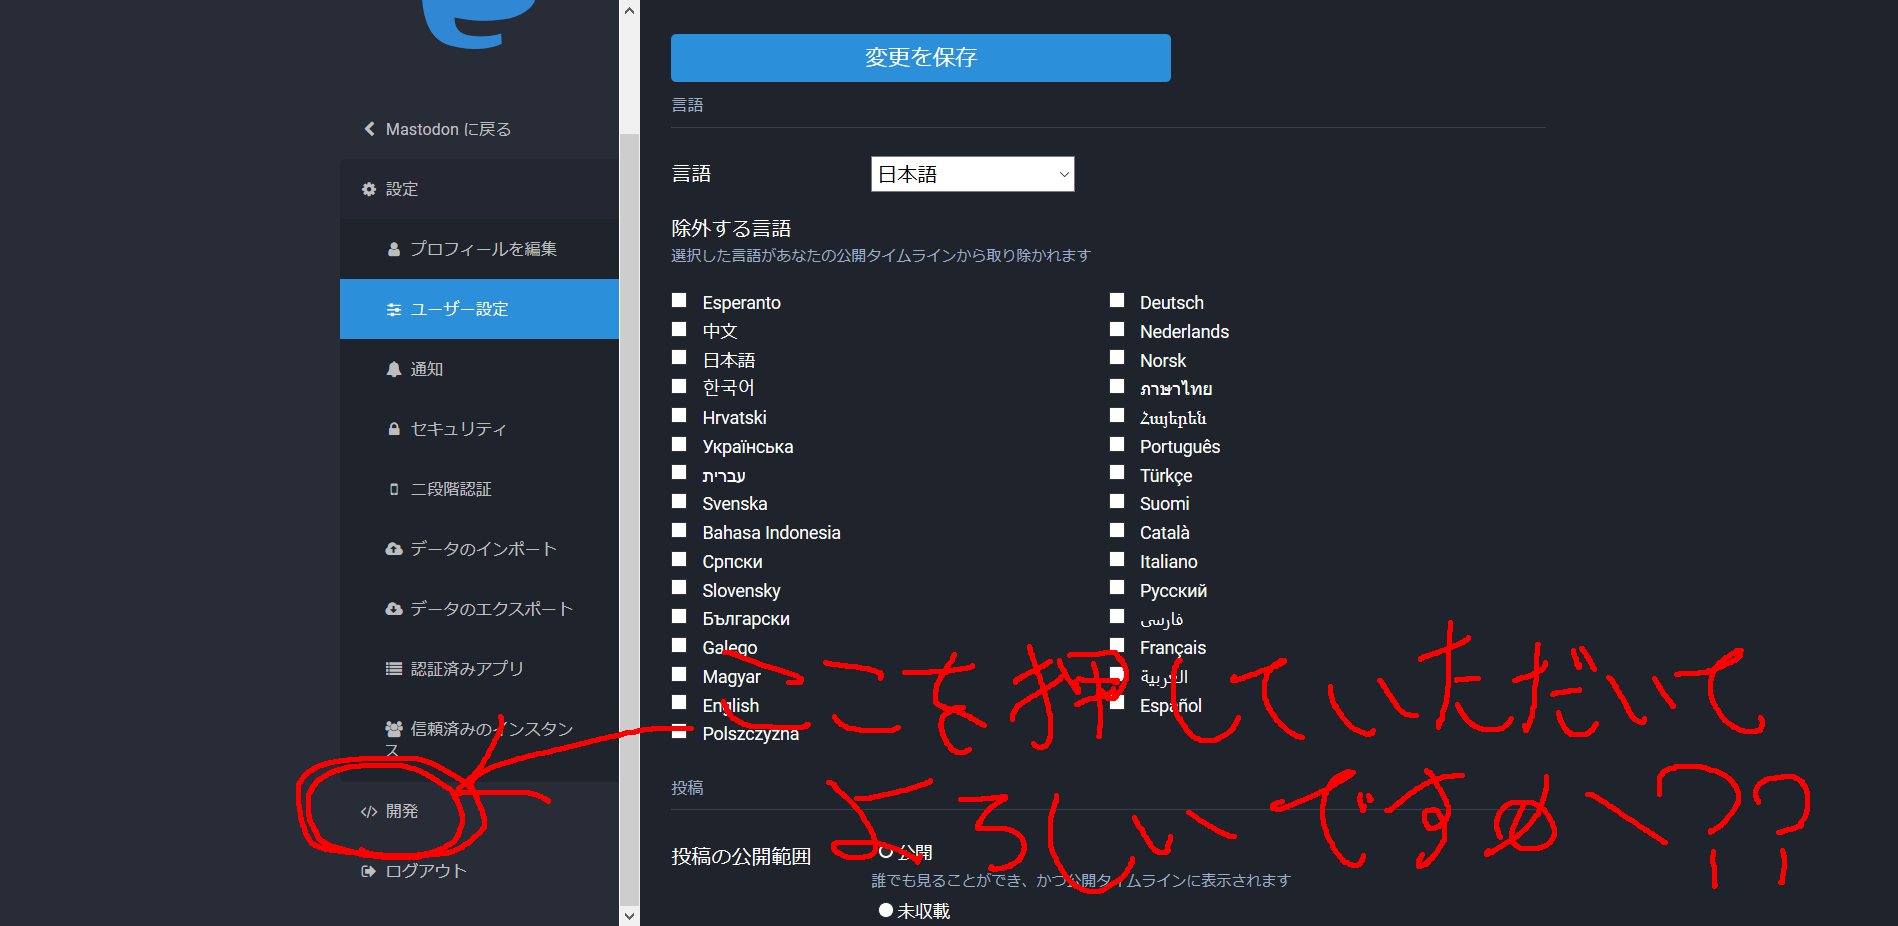 Mastodon に戻る
設定
プロフィールを編集
ユーザー設定
通知
セキュリティ
二段階認証
データのインポート
データのエクスポート
認証済みアプリ
信頼済みのインスタン
ス
開発
ログアウト
変更を保存
言語
言語
日本語
除外する言語
選択した言語があなたの公開タイムラインから取り除かれます
Esperanto
中文
日本語
한국어
Hrvatski
Українська
עברית
Svenska
Bahasa Indonesia
Српски
Slovensky
Български
Galego
Magyar
English
Polszczyzna
Deutsch
Nederlands
Norsk
ภาษาไทย
Հայերեն
Português
Türkçe
Suomi
Català
Italiano
Русский
فارسی
Français
العربية
Español
投稿
投稿の公開範囲
公開
誰でも見ることができ、かつ公開タイムラインに表示されます
未収載
ここを押していただいて
よろしいですか??